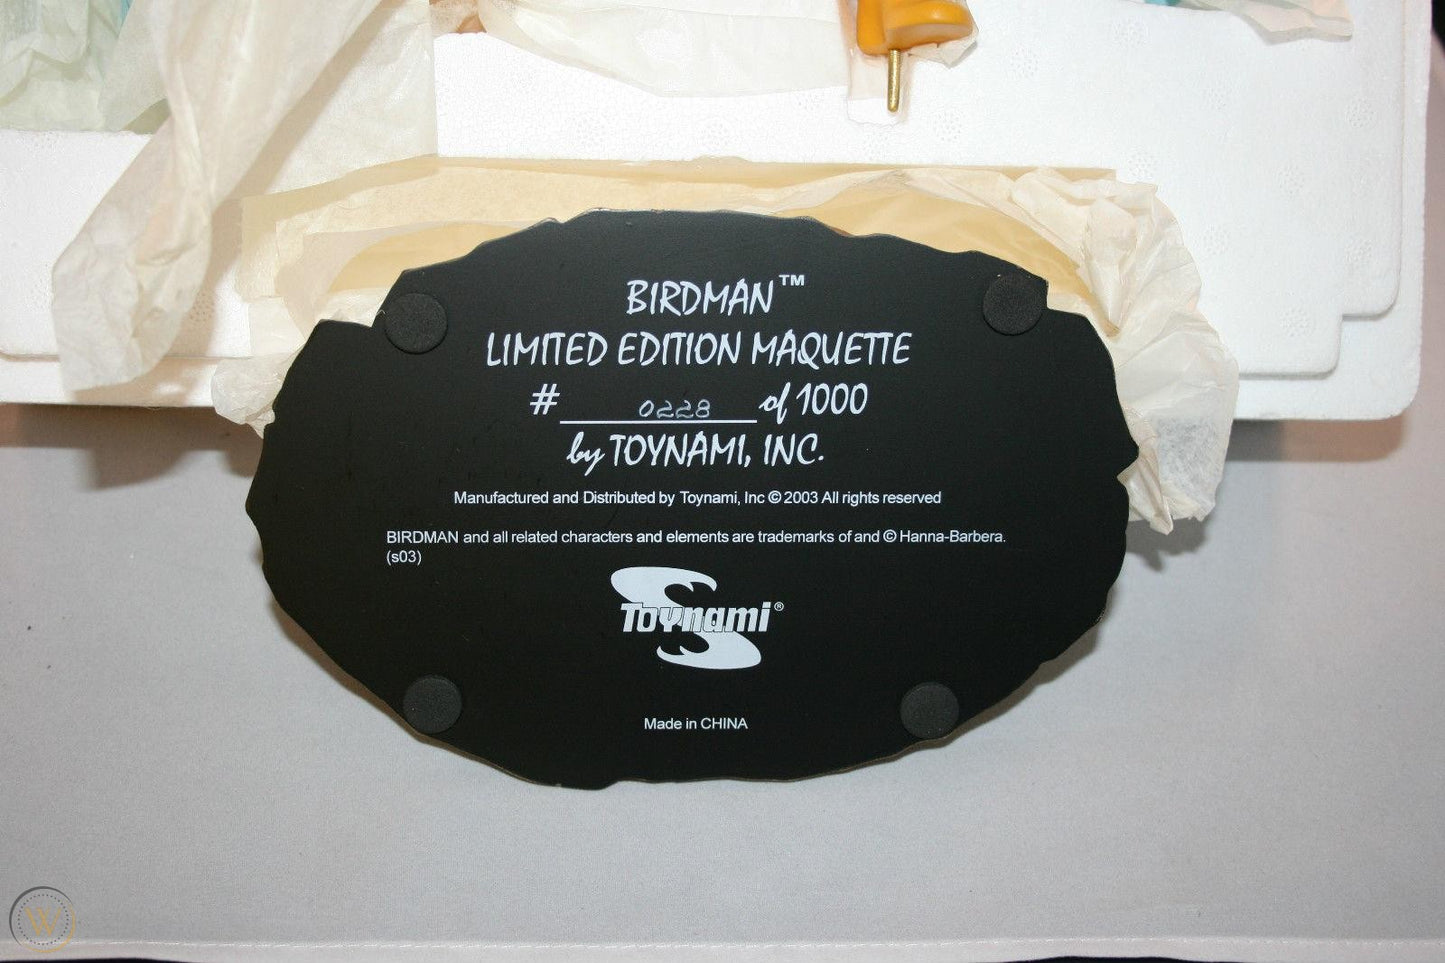 BIRDMAN™
LIMITED EDITION MAQUETTE
# 0228 of 1000
by TOYNAMI, INC.
Manufactured and Distributed by Toynami, Inc © 2003 All rights reserved
BIRDMAN and all related characters and elements are trademarks of and © Hanna-Barbera.
(s03)
Toynami®
Made in CHINA
W